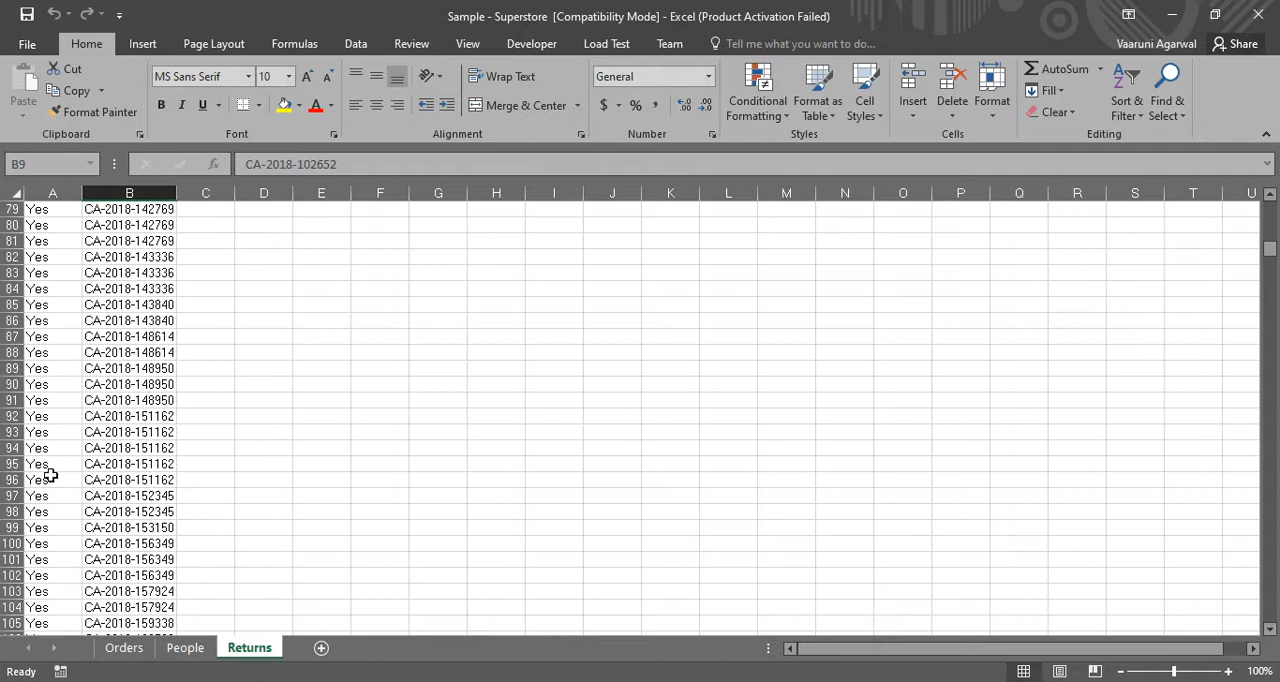 Sample - Superstore [Compatibility Mode] - Excel (Product Activation Failed)
File Home Insert Page Layout Formulas Data Review View Developer Load Test Team Tell me what you want to do... Vaaruni Agarwal Share
Paste Cut Copy Format Painter Clipboard
MS Sans Serif 10 A A B I U A Font
Wrap Text Merge & Center Alignment
General $ % , Number
Conditional Formatting Format as Table Cell Styles Styles
Insert Delete Format Cells
AutoSum Fill Clear Sort & Filter Find & Select Editing
B9 fx CA-2018-102652
A B C D E F G H I J K L M N O P Q R S T U
79 Yes CA-2018-142769
80 Yes CA-2018-142769
81 Yes CA-2018-142769
82 Yes CA-2018-143336
83 Yes CA-2018-143336
84 Yes CA-2018-143336
85 Yes CA-2018-143840
86 Yes CA-2018-143840
87 Yes CA-2018-148614
88 Yes CA-2018-148614
89 Yes CA-2018-148950
90 Yes CA-2018-148950
91 Yes CA-2018-148950
92 Yes CA-2018-151162
93 Yes CA-2018-151162
94 Yes CA-2018-151162
95 Yes CA-2018-151162
96 Yes CA-2018-151162
97 Yes CA-2018-152345
98 Yes CA-2018-152345
99 Yes CA-2018-153150
100 Yes CA-2018-156349
101 Yes CA-2018-156349
102 Yes CA-2018-156349
103 Yes CA-2018-157924
104 Yes CA-2018-157924
105 Yes CA-2018-159338
Orders People Returns
Ready 100%